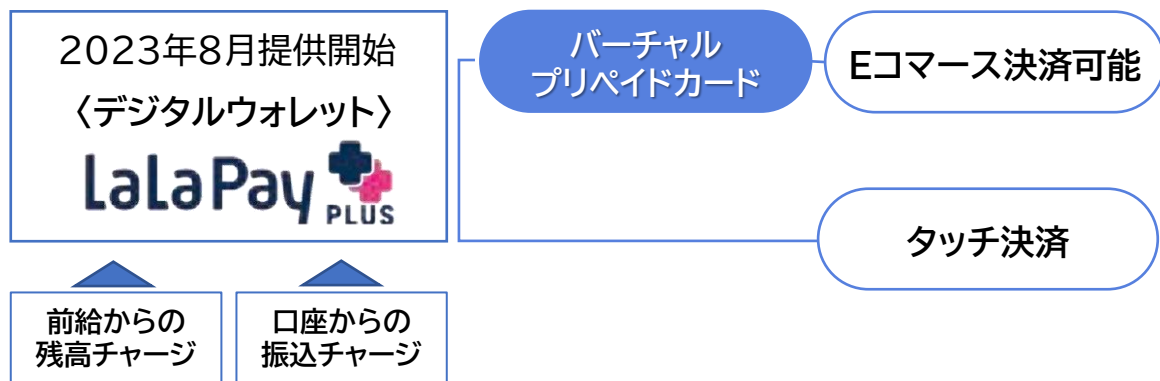 2023年8月提供開始
〈デジタルウォレット〉
LaLa Pay
PLUS
バーチャル
プリペイドカード
Eコマース決済可能
タッチ決済
前給からの
残高チャージ
口座からの
振込チャージ